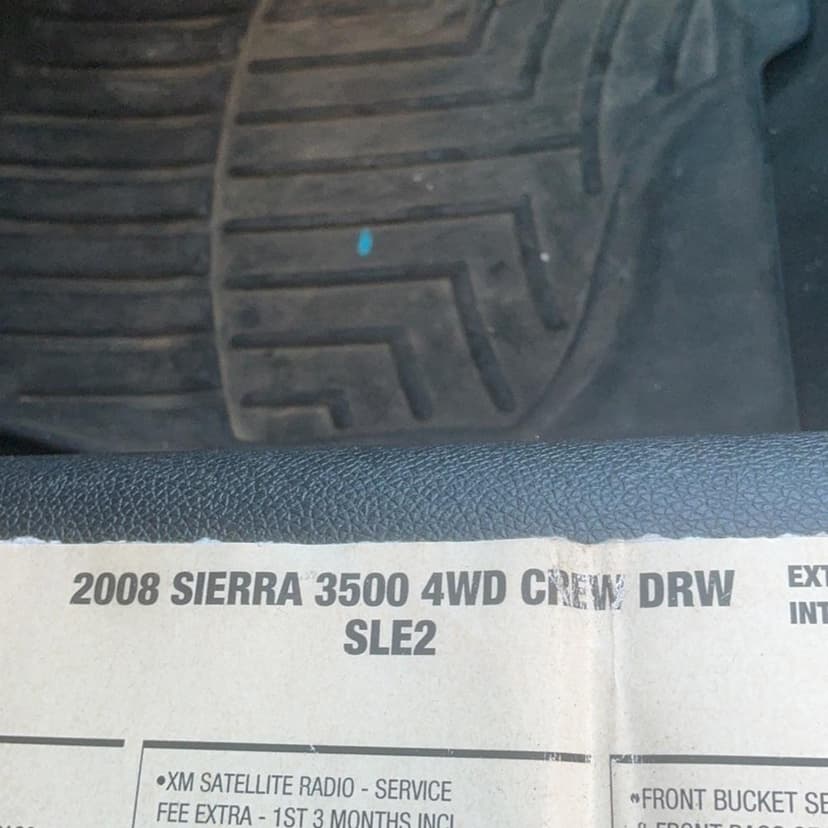 2008 SIERRA 3500 4WD CREW DRW
SLE2
EXT
INT
•XM SATELLITE RADIO - SERVICE
FEE EXTRA - 1ST 3 MONTHS INCL
•FRONT BUCKET SE